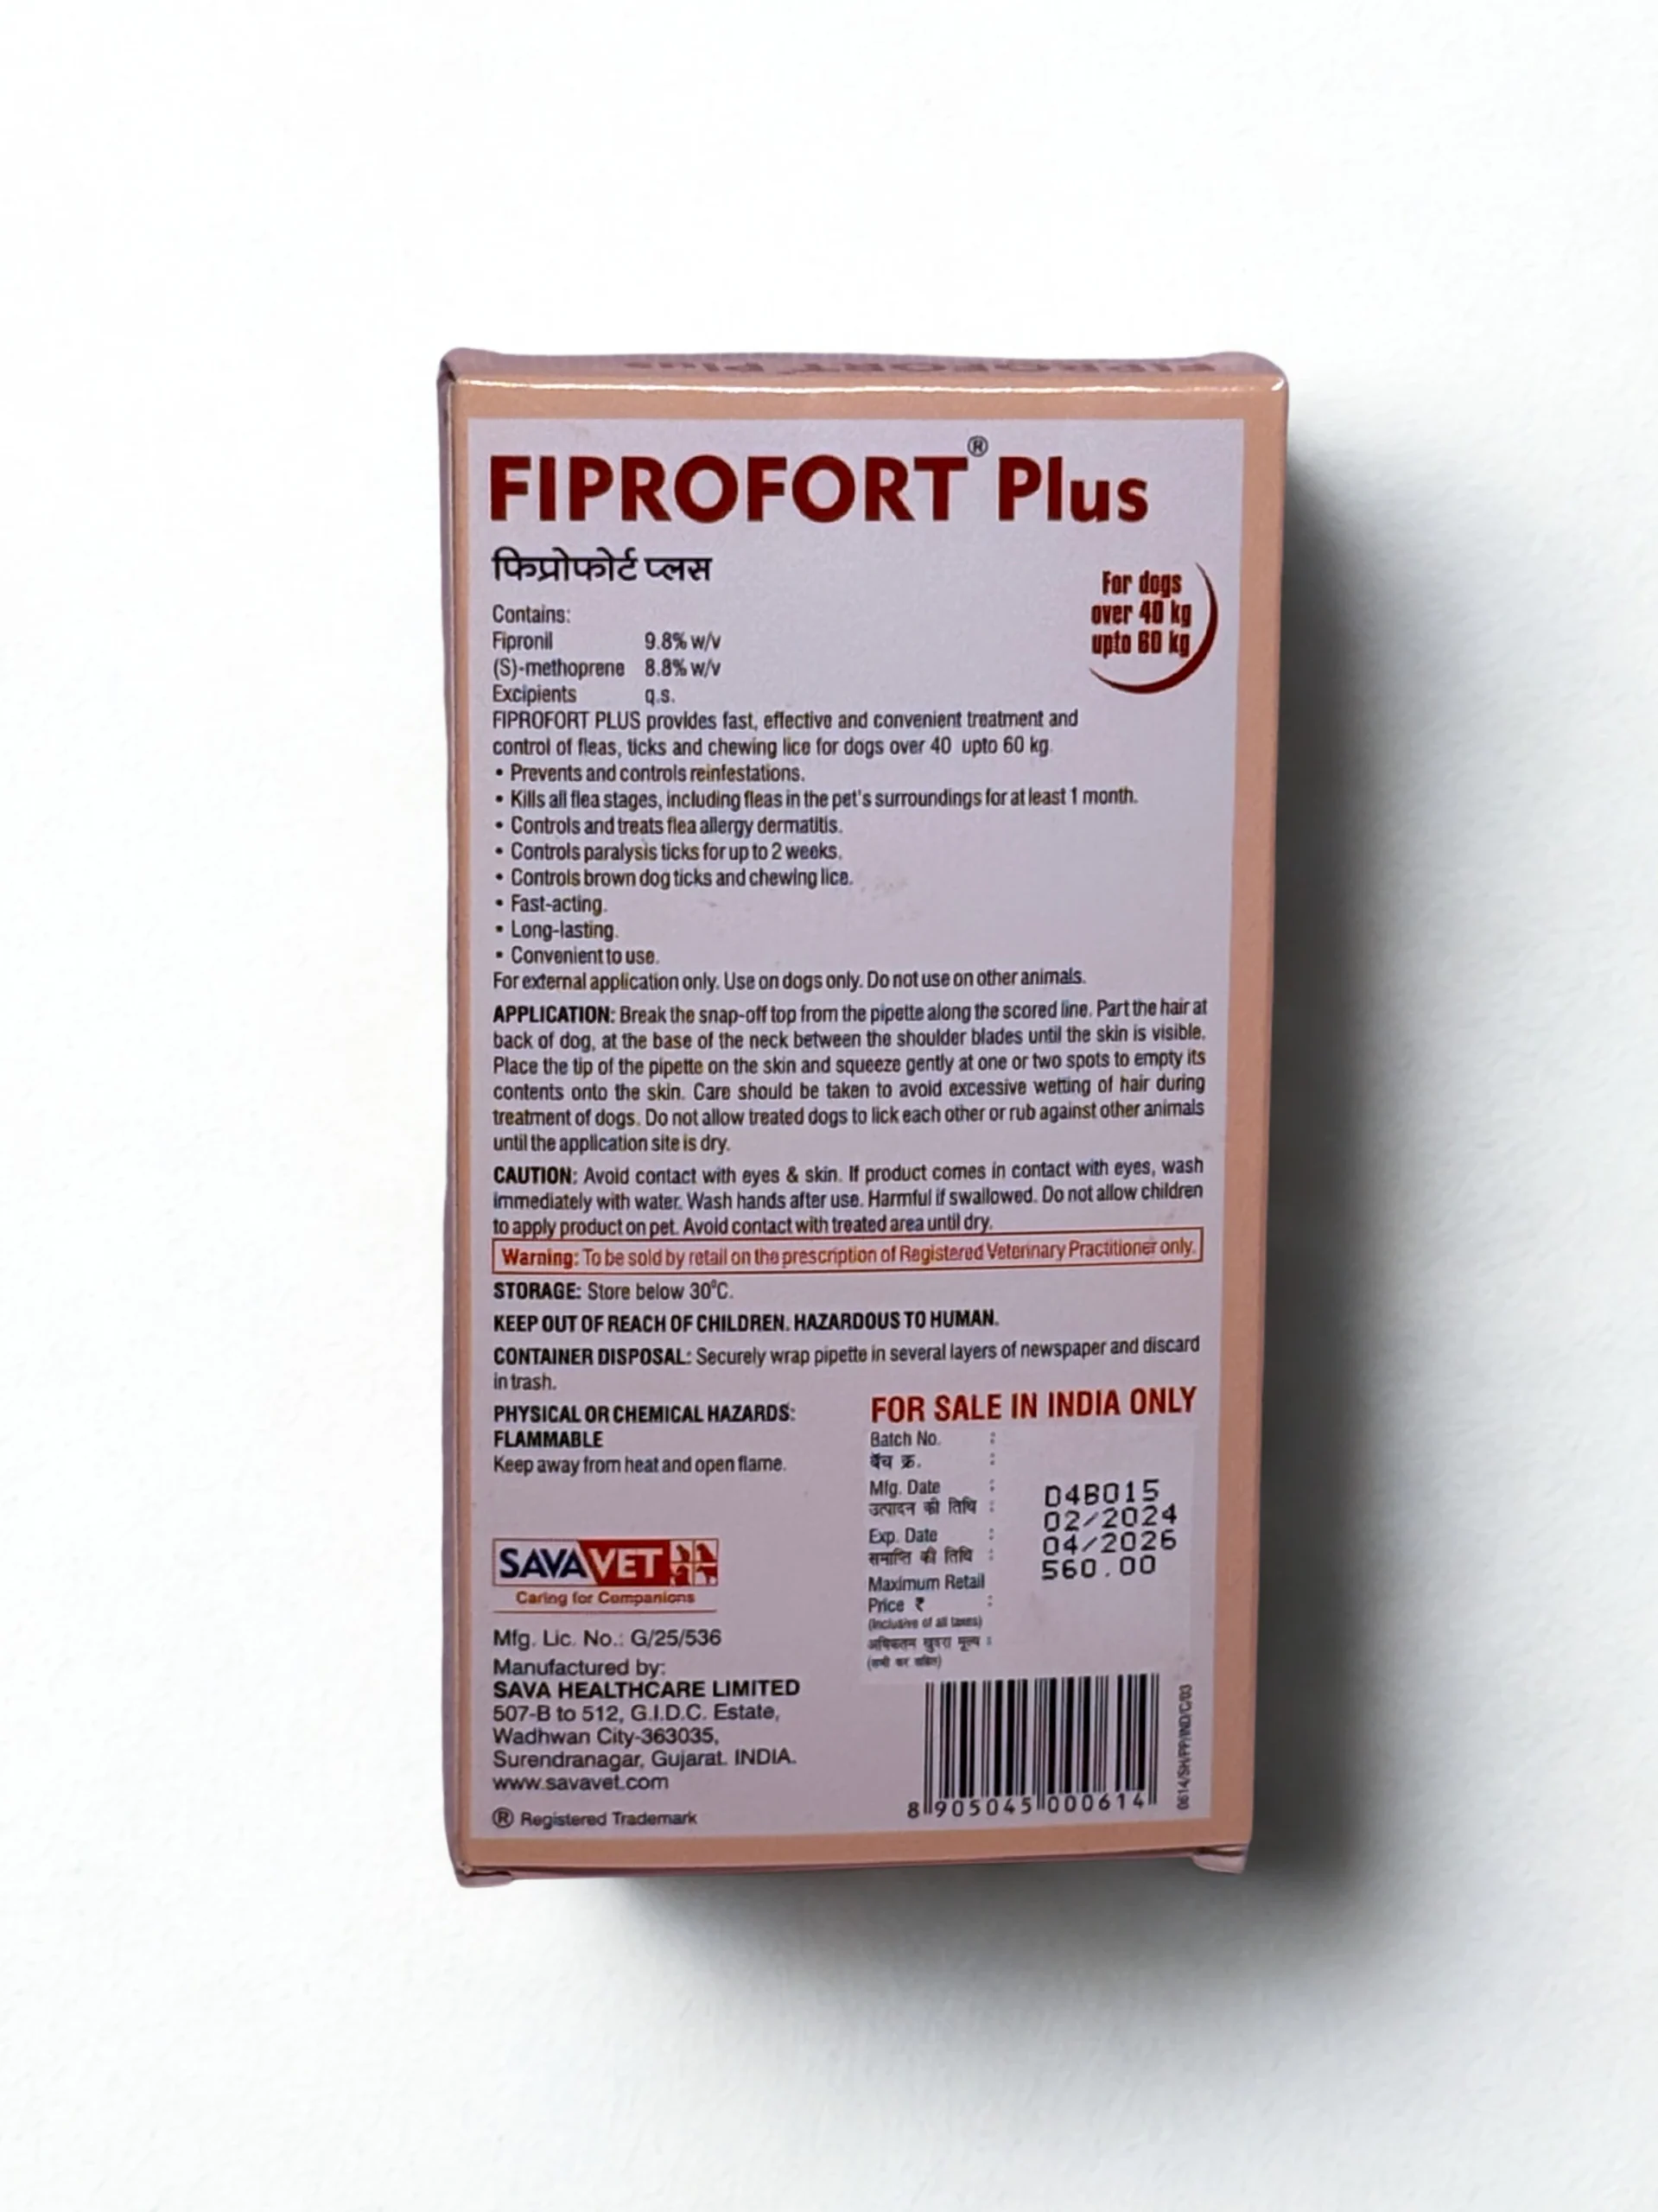 FIPROFORT Plus
FIPROFORT® Plus
फिप्रोफोर्ट प्लस
For dogs
over 40 kg
upto 60 kg
Contains:
Fipronil 9.8% w/v
(S)-methoprene 8.8% w/v
Excipients q.s.
FIPROFORT PLUS provides fast, effective and convenient treatment and
control of fleas, ticks and chewing lice for dogs over 40 upto 60 kg.
• Prevents and controls reinfestations.
• Kills all flea stages, including fleas in the pet's surroundings for at least 1 month.
• Controls and treats flea allergy dermatitis.
• Controls paralysis ticks for up to 2 weeks.
• Controls brown dog ticks and chewing lice.
• Fast-acting.
• Long-lasting.
• Convenient to use.
For external application only. Use on dogs only. Do not use on other animals.
APPLICATION: Break the snap-off top from the pipette along the scored line. Part the hair at
back of dog, at the base of the neck between the shoulder blades until the skin is visible.
Place the tip of the pipette on the skin and squeeze gently at one or two spots to empty its
contents onto the skin. Care should be taken to avoid excessive wetting of hair during
treatment of dogs. Do not allow treated dogs to lick each other or rub against other animals
until the application site is dry.
CAUTION: Avoid contact with eyes & skin. If product comes in contact with eyes, wash
immediately with water. Wash hands after use. Harmful if swallowed. Do not allow children
to apply product on pet. Avoid contact with treated area until dry.
Warning: To be sold by retail on the prescription of Registered Veterinary Practitioner only.
STORAGE: Store below 30°C.
KEEP OUT OF REACH OF CHILDREN. HAZARDOUS TO HUMAN.
CONTAINER DISPOSAL: Securely wrap pipette in several layers of newspaper and discard
in trash.
PHYSICAL OR CHEMICAL HAZARDS:
FLAMMABLE
Keep away from heat and open flame.
FOR SALE IN INDIA ONLY
Batch No. :
बैच क्र. :
Mfg. Date :
उत्पादन की तिथि :
Exp. Date :
समाप्ति की तिथि :
Maximum Retail
Price ₹ :
(Inclusive of all taxes)
अधिकतम खुदरा मूल्य :
(सभी कर सहित)
D4B015
02/2024
04/2026
560.00
SAVAVET
Caring for Companions
Mfg. Lic. No.: G/25/536
Manufactured by:
SAVA HEALTHCARE LIMITED
507-B to 512, G.I.D.C. Estate,
Wadhwan City-363035,
Surendranagar, Gujarat. INDIA.
www.savavet.com
® Registered Trademark
8 905045 000614
0614/SH/FP/IND/C/03